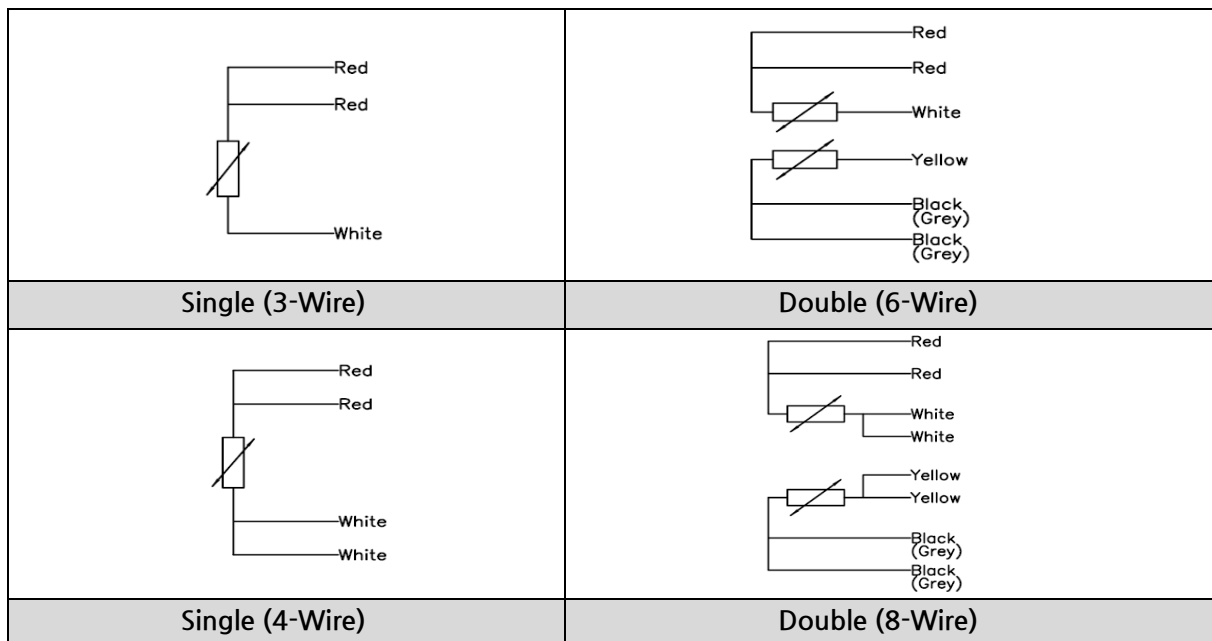 Red
Red
White
Red
Red
White
Yellow
Black
(Grey)
Black
(Grey)
Single (3-Wire)
Double (6-Wire)
Red
Red
White
White
Red
Red
White
White
Yellow
Yellow
Black
(Grey)
Black
(Grey)
Single (4-Wire)
Double (8-Wire)